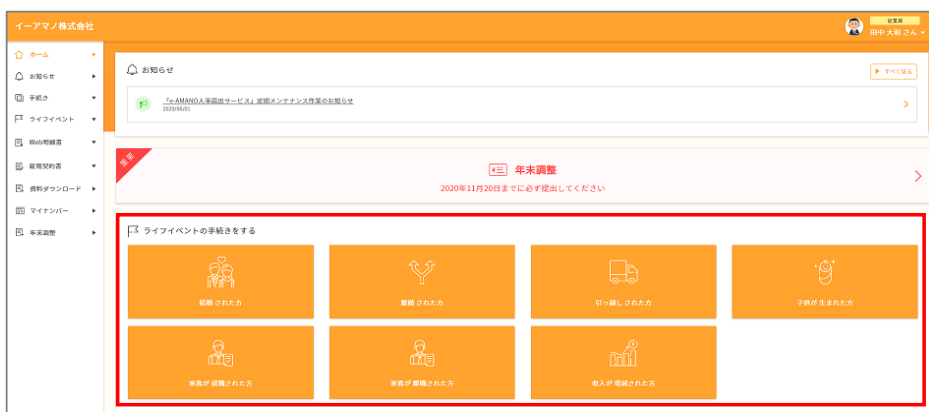 イーアマノ株式会社
従業員
田中 大和 さん
ホーム
お知らせ
手続き
ライフイベント
Web明細書
雇用契約書
資料ダウンロード
マイナンバー
年末調整
お知らせ
すべて見る
『e-AMANO人事届出サービス』定期メンテナンス作業のお知らせ
2020/06/01
重要
年末調整
2020年11月20日までに必ず提出してください
ライフイベントの手続きをする
結婚 された方
離婚 された方
引っ越し された方
子供が 生まれた方
家族が 就職された方
家族が 離職された方
収入が 増減された方